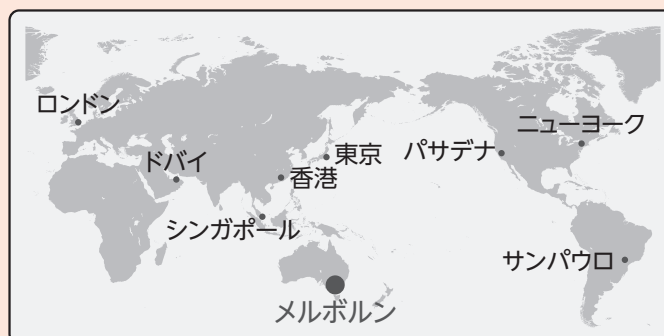 ロンドン
ニューヨーク
ドバイ
東京
パサデナ
香港
シンガポール
サンパウロ
メルボルン